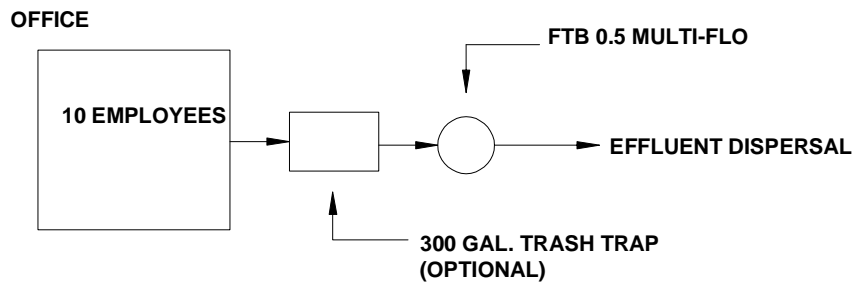 OFFICE
FTB 0.5 MULTI-FLO
10 EMPLOYEES
EFFLUENT DISPERSAL
300 GAL. TRASH TRAP
(OPTIONAL)